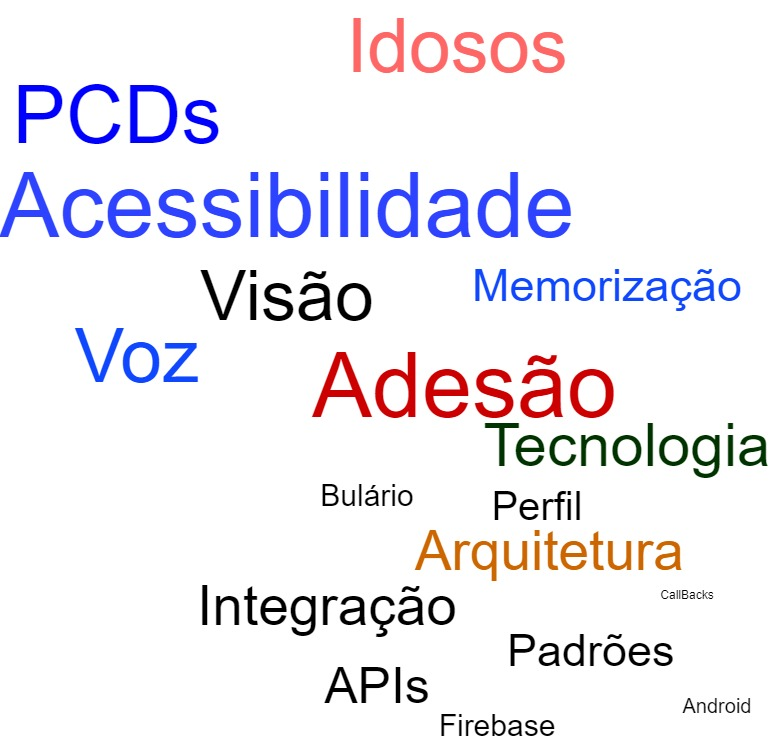 Idosos
PCDs
Acessibilidade
Visão
Memorização
Voz
Adesão
Tecnologia
Bulário
Perfil
Arquitetura
CallBacks
Integração
Padrões
APIs
Android
Firebase